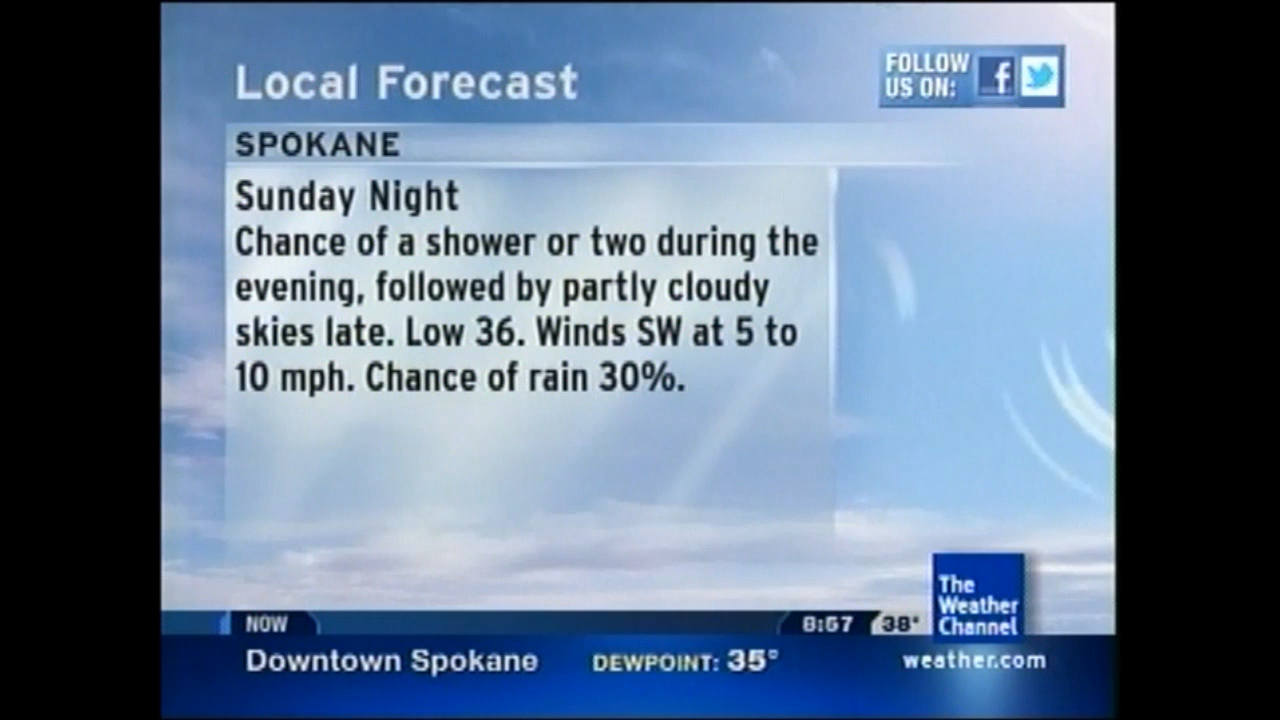 Local Forecast
FOLLOW
US ON:
SPOKANE
Sunday Night
Chance of a shower or two during the
evening, followed by partly cloudy
skies late. Low 36. Winds SW at 5 to
10 mph. Chance of rain 30%.
The
Weather
Channel
NOW
8:57 38°
Downtown Spokane DEWPOINT: 35°
weather.com